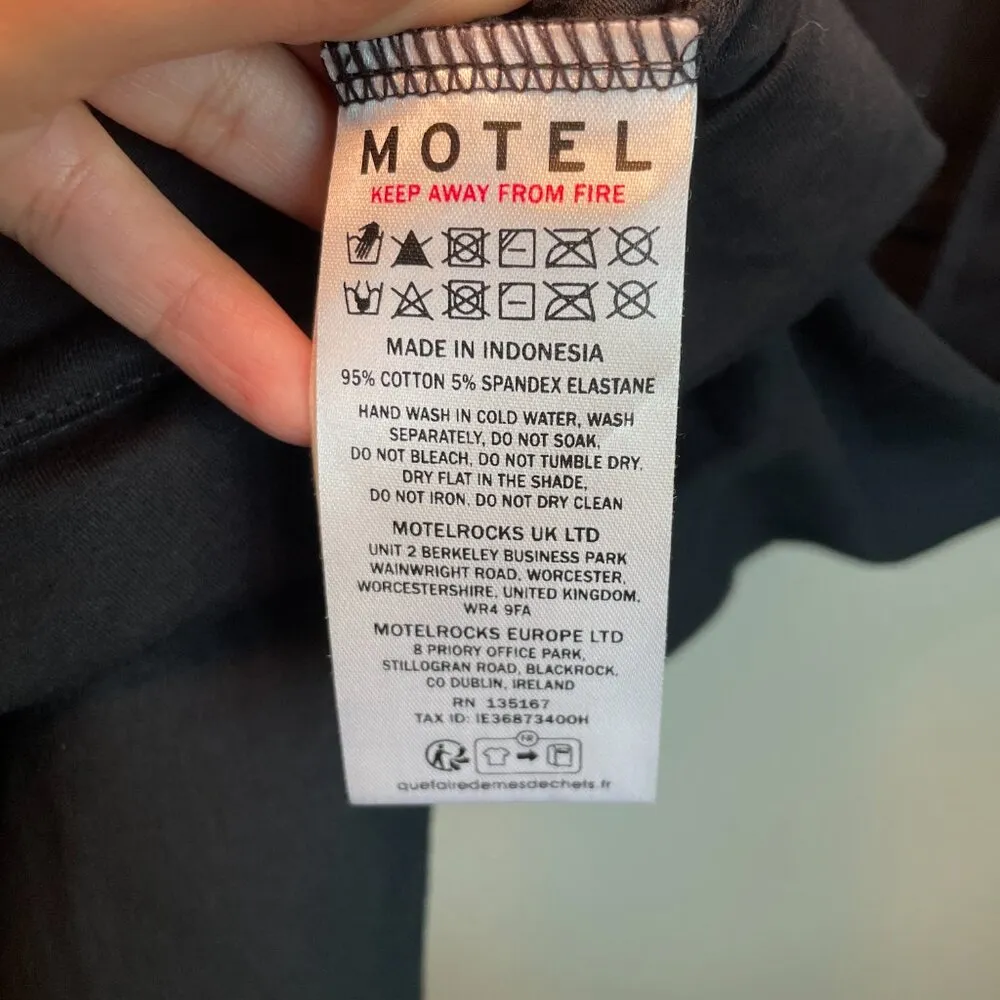 MOTEL
KEEP AWAY FROM FIRE
MADE IN INDONESIA
95% COTTON 5% SPANDEX ELASTANE
HAND WASH IN COLD WATER, WASH
SEPARATELY, DO NOT SOAK,
DO NOT BLEACH, DO NOT TUMBLE DRY,
DRY FLAT IN THE SHADE,
DO NOT IRON, DO NOT DRY CLEAN
MOTELROCKS UK LTD
UNIT 2 BERKELEY BUSINESS PARK
WAINWRIGHT ROAD, WORCESTER,
WORCESTERSHIRE, UNITED KINGDOM,
WR4 9FA
MOTELROCKS EUROPE LTD
8 PRIORY OFFICE PARK,
STILLOGRAN ROAD, BLACKROCK,
CO DUBLIN, IRELAND
RN 135167
TAX ID: IE3687340OH
FR
quefairedemesdechets.fr